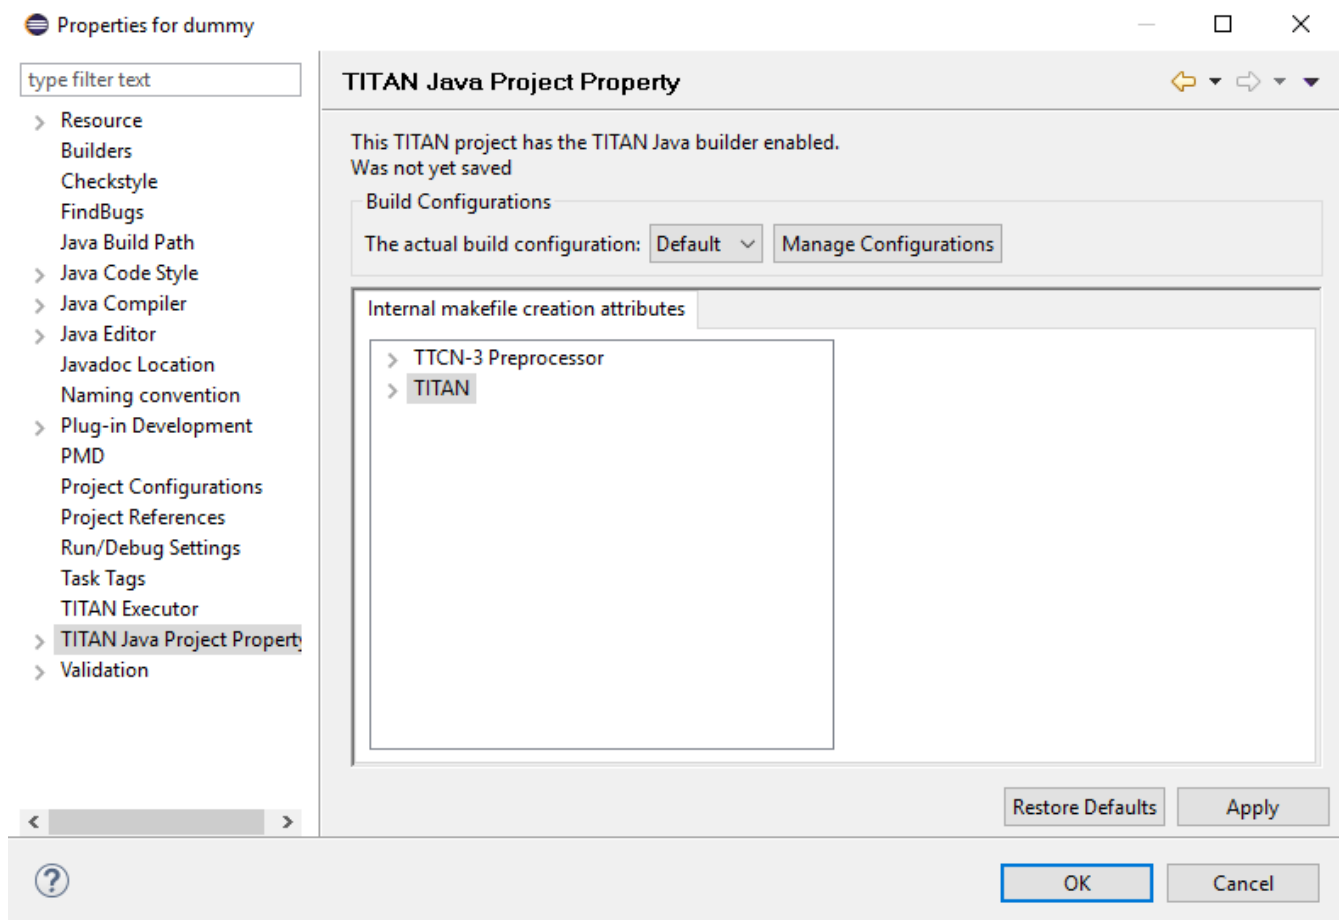 Properties for dummy
type filter text
Resource
Builders
Checkstyle
FindBugs
Java Build Path
Java Code Style
Java Compiler
Java Editor
Javadoc Location
Naming convention
Plug-in Development
PMD
Project Configurations
Project References
Run/Debug Settings
Task Tags
TITAN Executor
TITAN Java Project Property
Validation
TITAN Java Project Property
This TITAN project has the TITAN Java builder enabled.
Was not yet saved
Build Configurations
The actual build configuration: Default Manage Configurations
Internal makefile creation attributes
TTCN-3 Preprocessor
TITAN
Restore Defaults Apply
OK Cancel